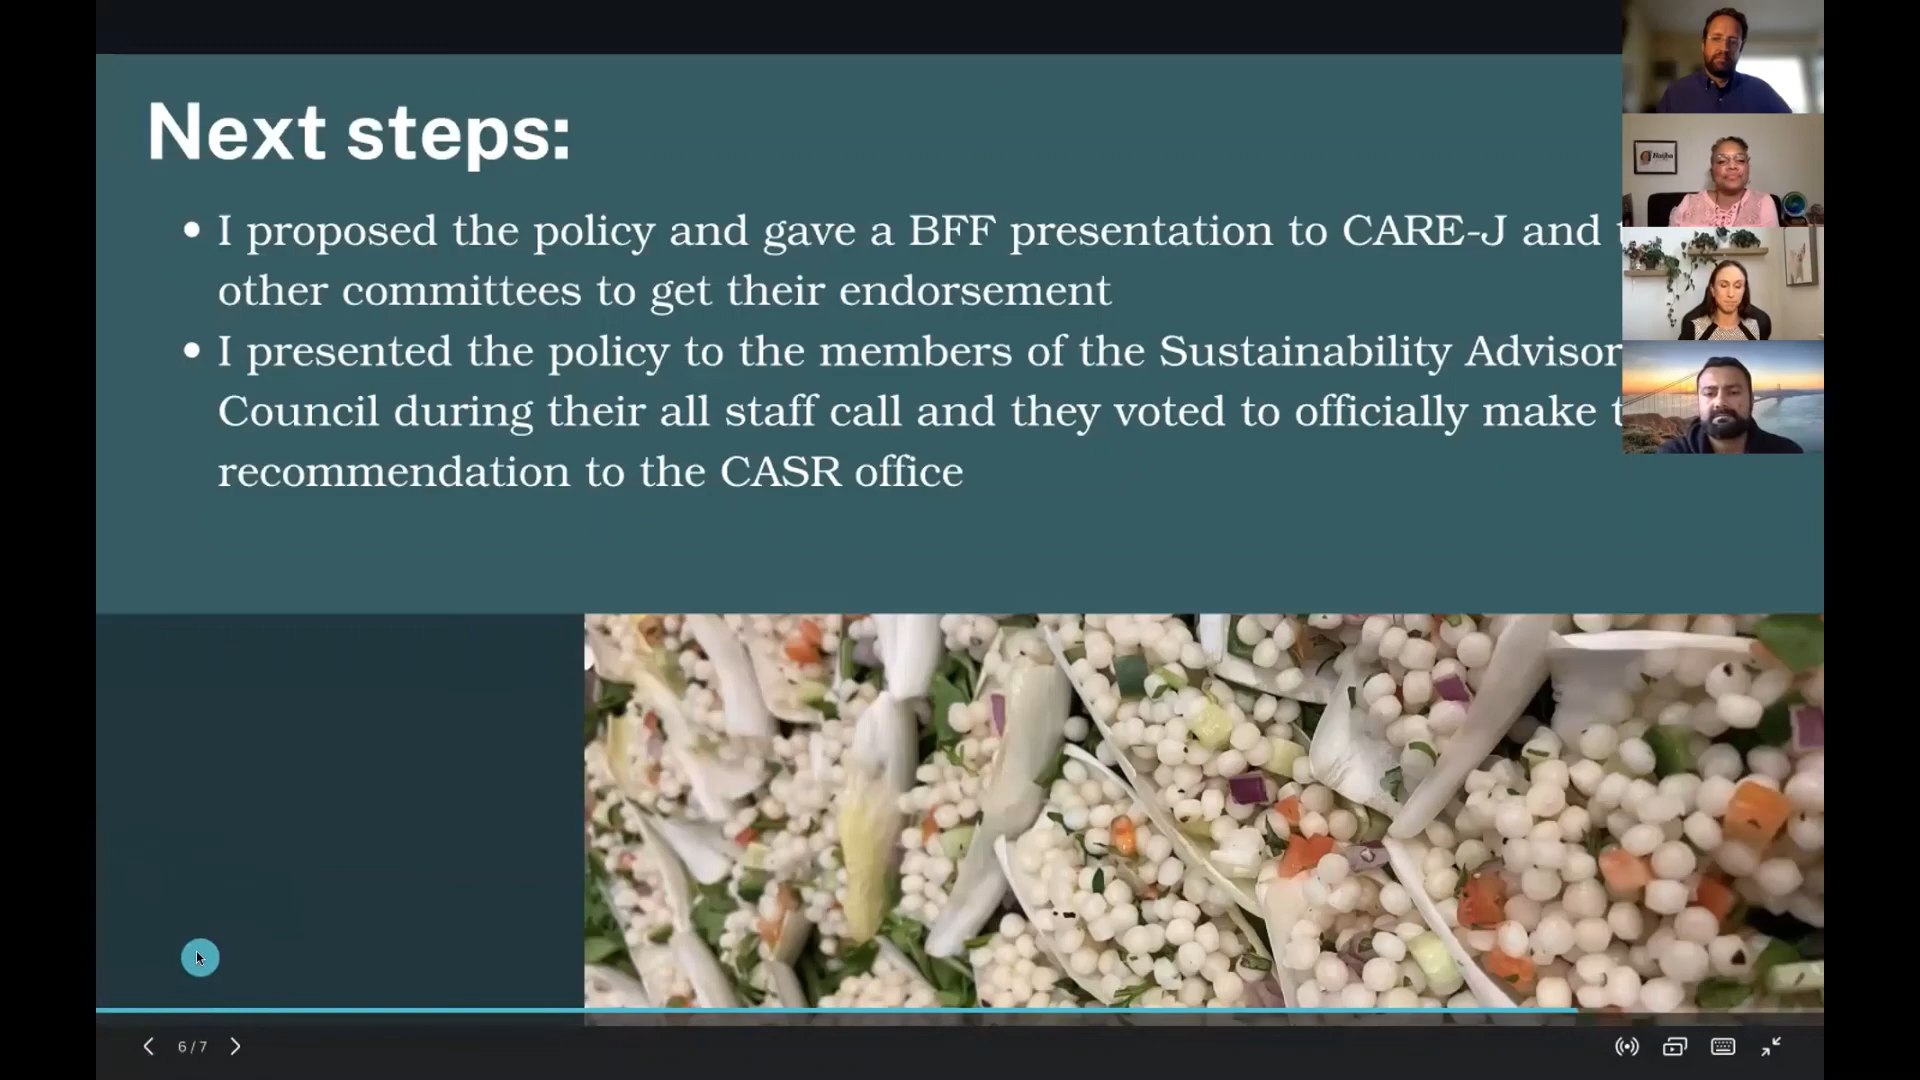 Next steps:
• I proposed the policy and gave a BFF presentation to CARE-J and
other committees to get their endorsement
• I presented the policy to the members of the Sustainability Advisor
Council during their all staff call and they voted to officially make
recommendation to the CASR office
6/7